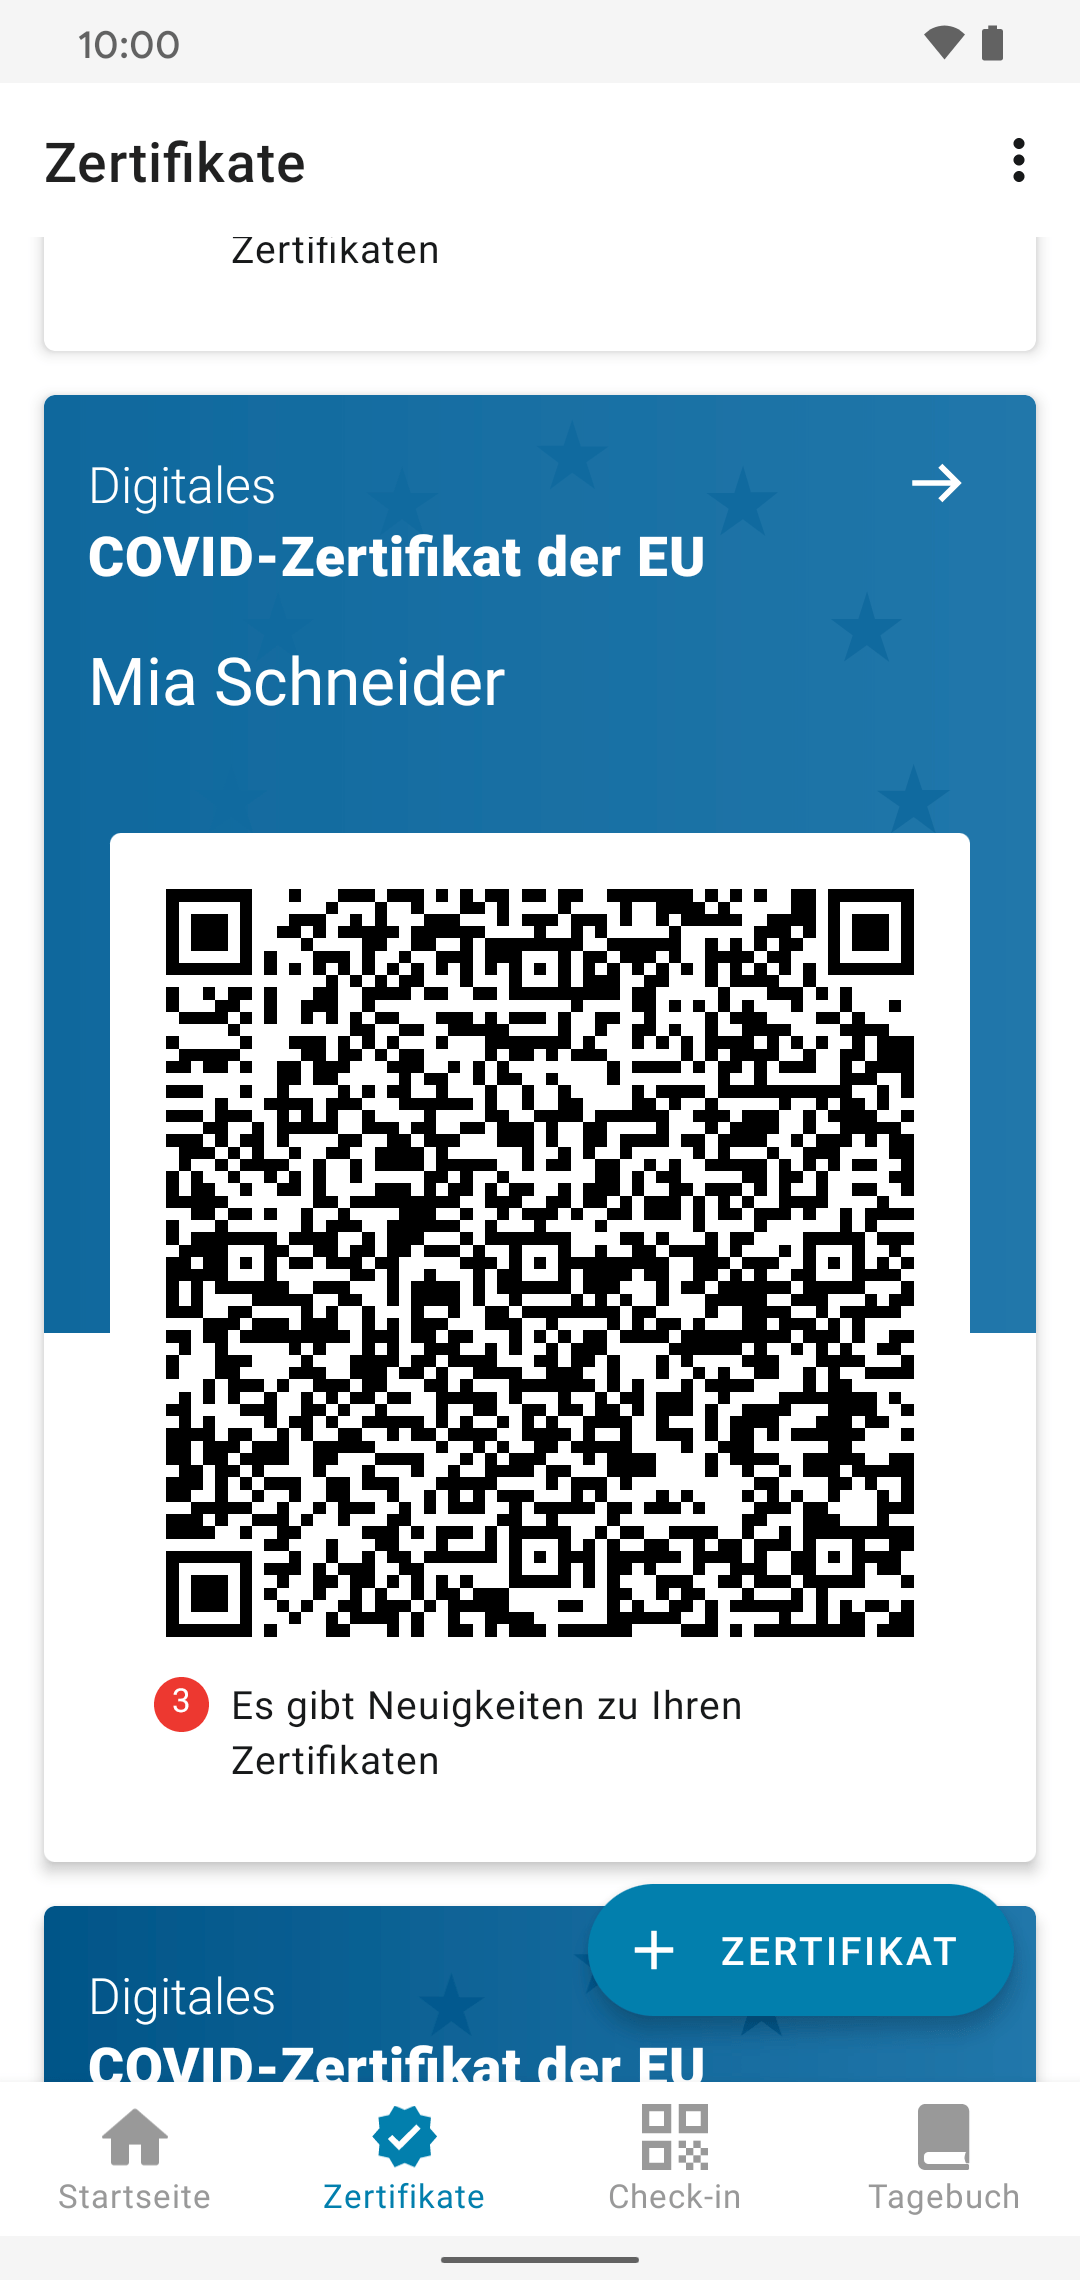 10:00
Zertifikate
Zertifikaten
Digitales
COVID-Zertifikat der EU
Mia Schneider
3 Es gibt Neuigkeiten zu Ihren
Zertifikaten
ZERTIFIKAT
Digitales
COVID-Zertifikat der EU
Startseite
Zertifikate
Check-in
Tagebuch